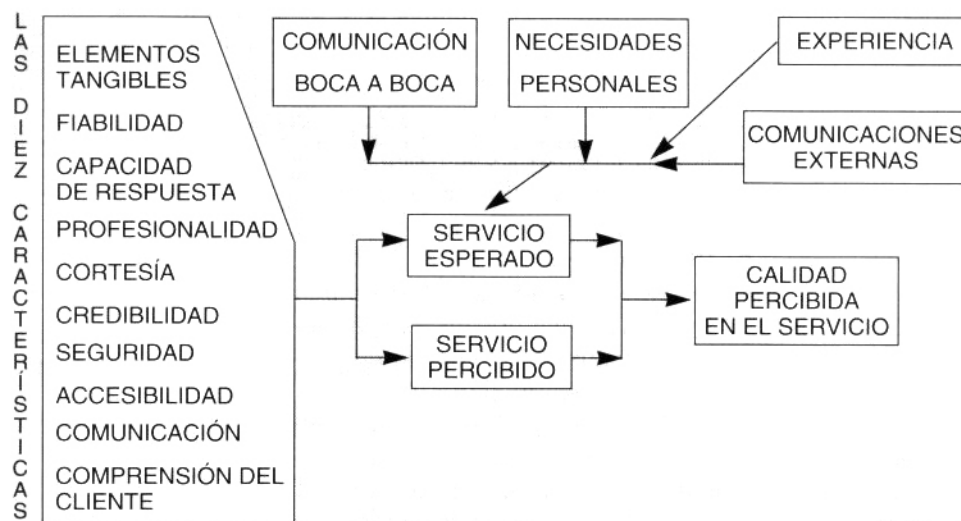 LAS DIEZ CARACTERÍSTICAS
ELEMENTOS
TANGIBLES
FIABILIDAD
CAPACIDAD
DE RESPUESTA
PROFESIONALIDAD
CORTESÍA
CREDIBILIDAD
SEGURIDAD
ACCESIBILIDAD
COMUNICACIÓN
COMPRENSIÓN DEL
CLIENTE
COMUNICACIÓN
BOCA A BOCA
NECESIDADES
PERSONALES
EXPERIENCIA
COMUNICACIONES
EXTERNAS
SERVICIO
ESPERADO
SERVICIO
PERCIBIDO
CALIDAD
PERCIBIDA
EN EL SERVICIO